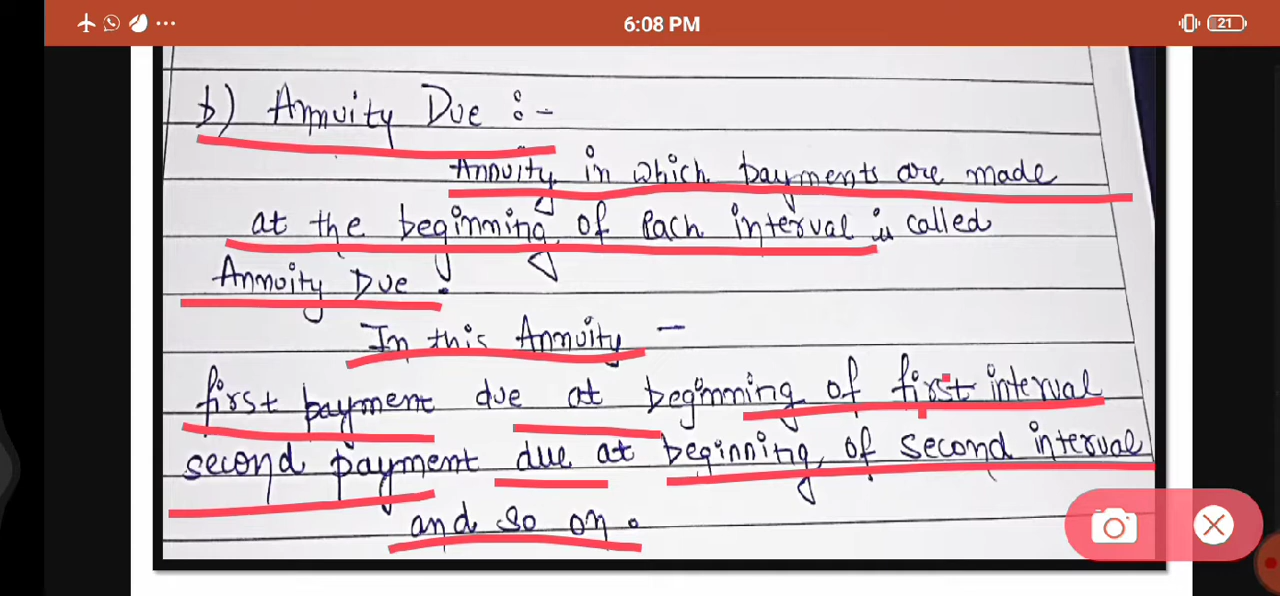 6:08 PM
21
b) Annuity Due :-
Annuity in which payments are made
at the beginning of each interval is called
Annuity Due.
In this Annuity -
first payment due at beginning of first interval
second payment due at beginning of second interval
and so on.